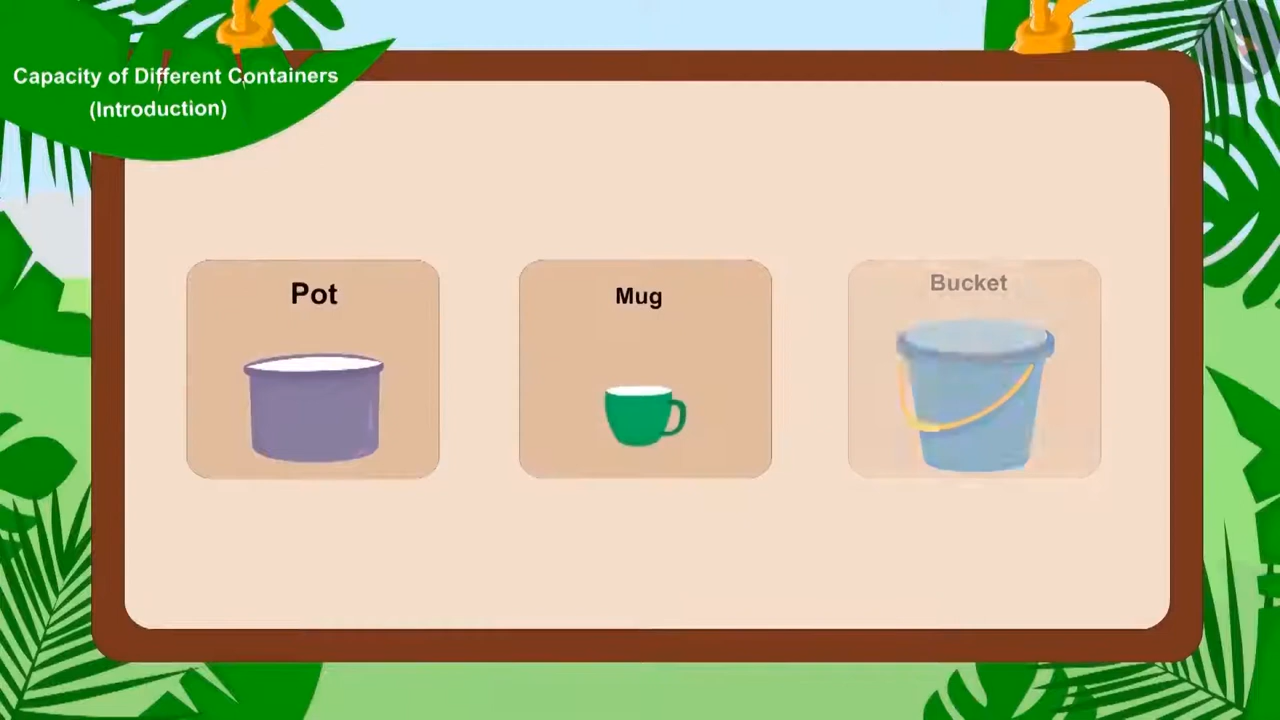 Capacity of Different Containers
(Introduction)
Pot
Mug
Bucket